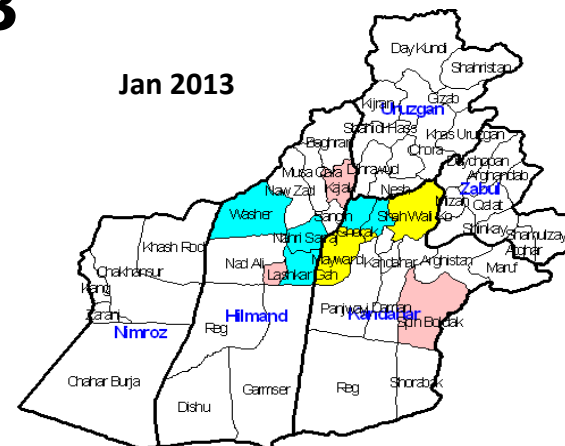 3
Jan 2013
Day Kundi
Shahristan
Kijran
Gizab
Uruzgan
Shahid Hass
Khas Uruzgan
Baghran
Chora
Daychopan
Musa Qala
Dihrawud
Arghandab
Kajaki
Nesh
Zabul
Naw Zad
Mizan
Qalat
Washer
Sangin
Shah Wali Ko
Shinkay
Shamulzay
Nahri Sarraj
Ghorak
Khash Rod
Atghar
Nad Ali
Maywand
Kandahar
Arghistan
Maruf
Chakhansur
Lashkar Gah
Kang
Zaranj
Hilmand
Panjwayi
Daman
Kandahar
Spin Boldak
Nimroz
Reg
Chahar Burja
Garmser
Reg
Shorabak
Dishu